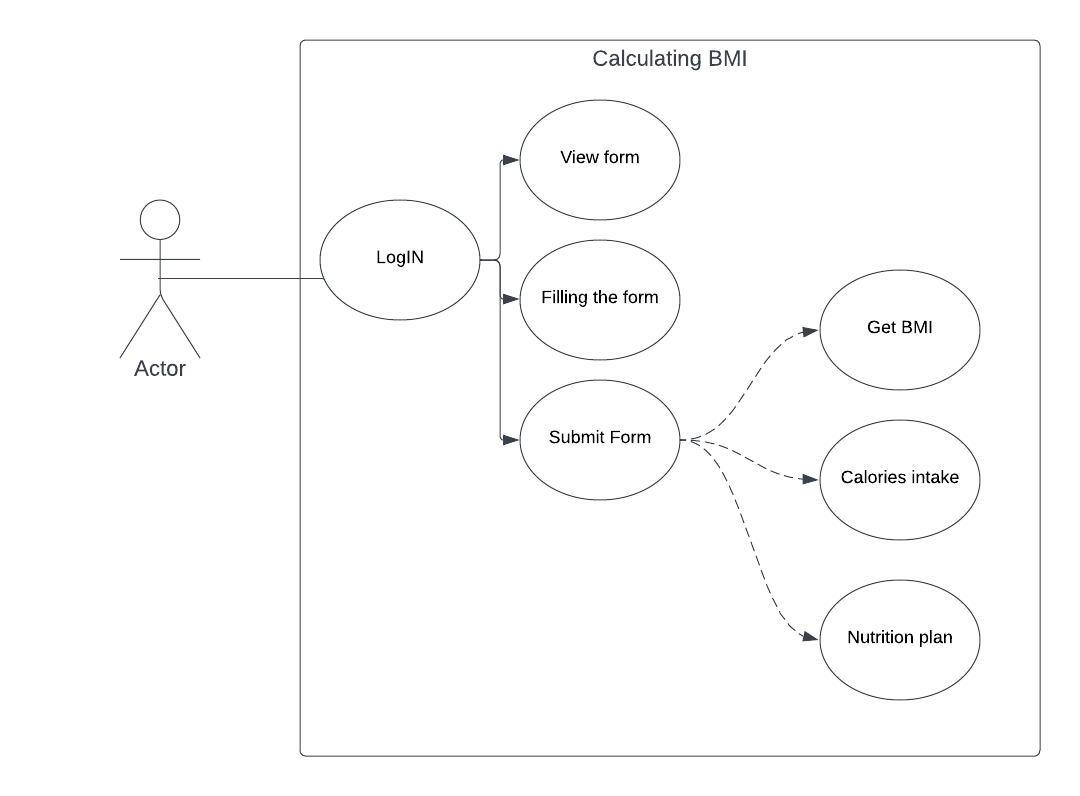 Calculating BMI
View form
LogIN
Filling the form
Get BMI
Actor
Submit Form
Calories intake
Nutrition plan